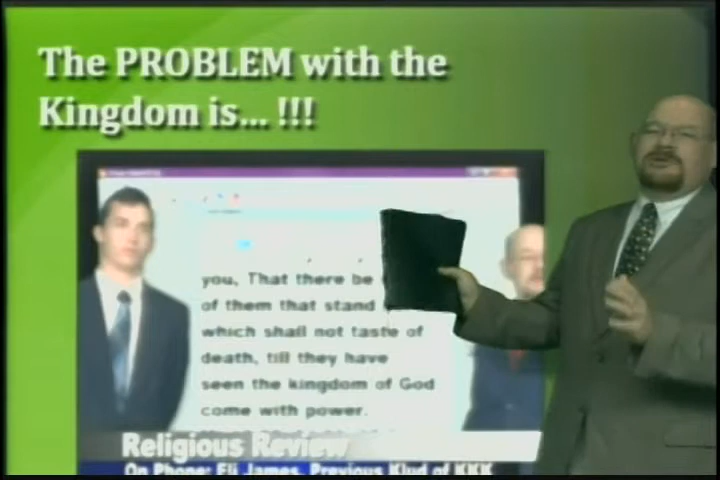 The PROBLEM with the
Kingdom is... !!!
you, That there be
of them that stand
which shall not taste of
death, till they have
seen the kingdom of God
come with power.
Religious Review
On Phone: Eli James, Previous Klud of KKK